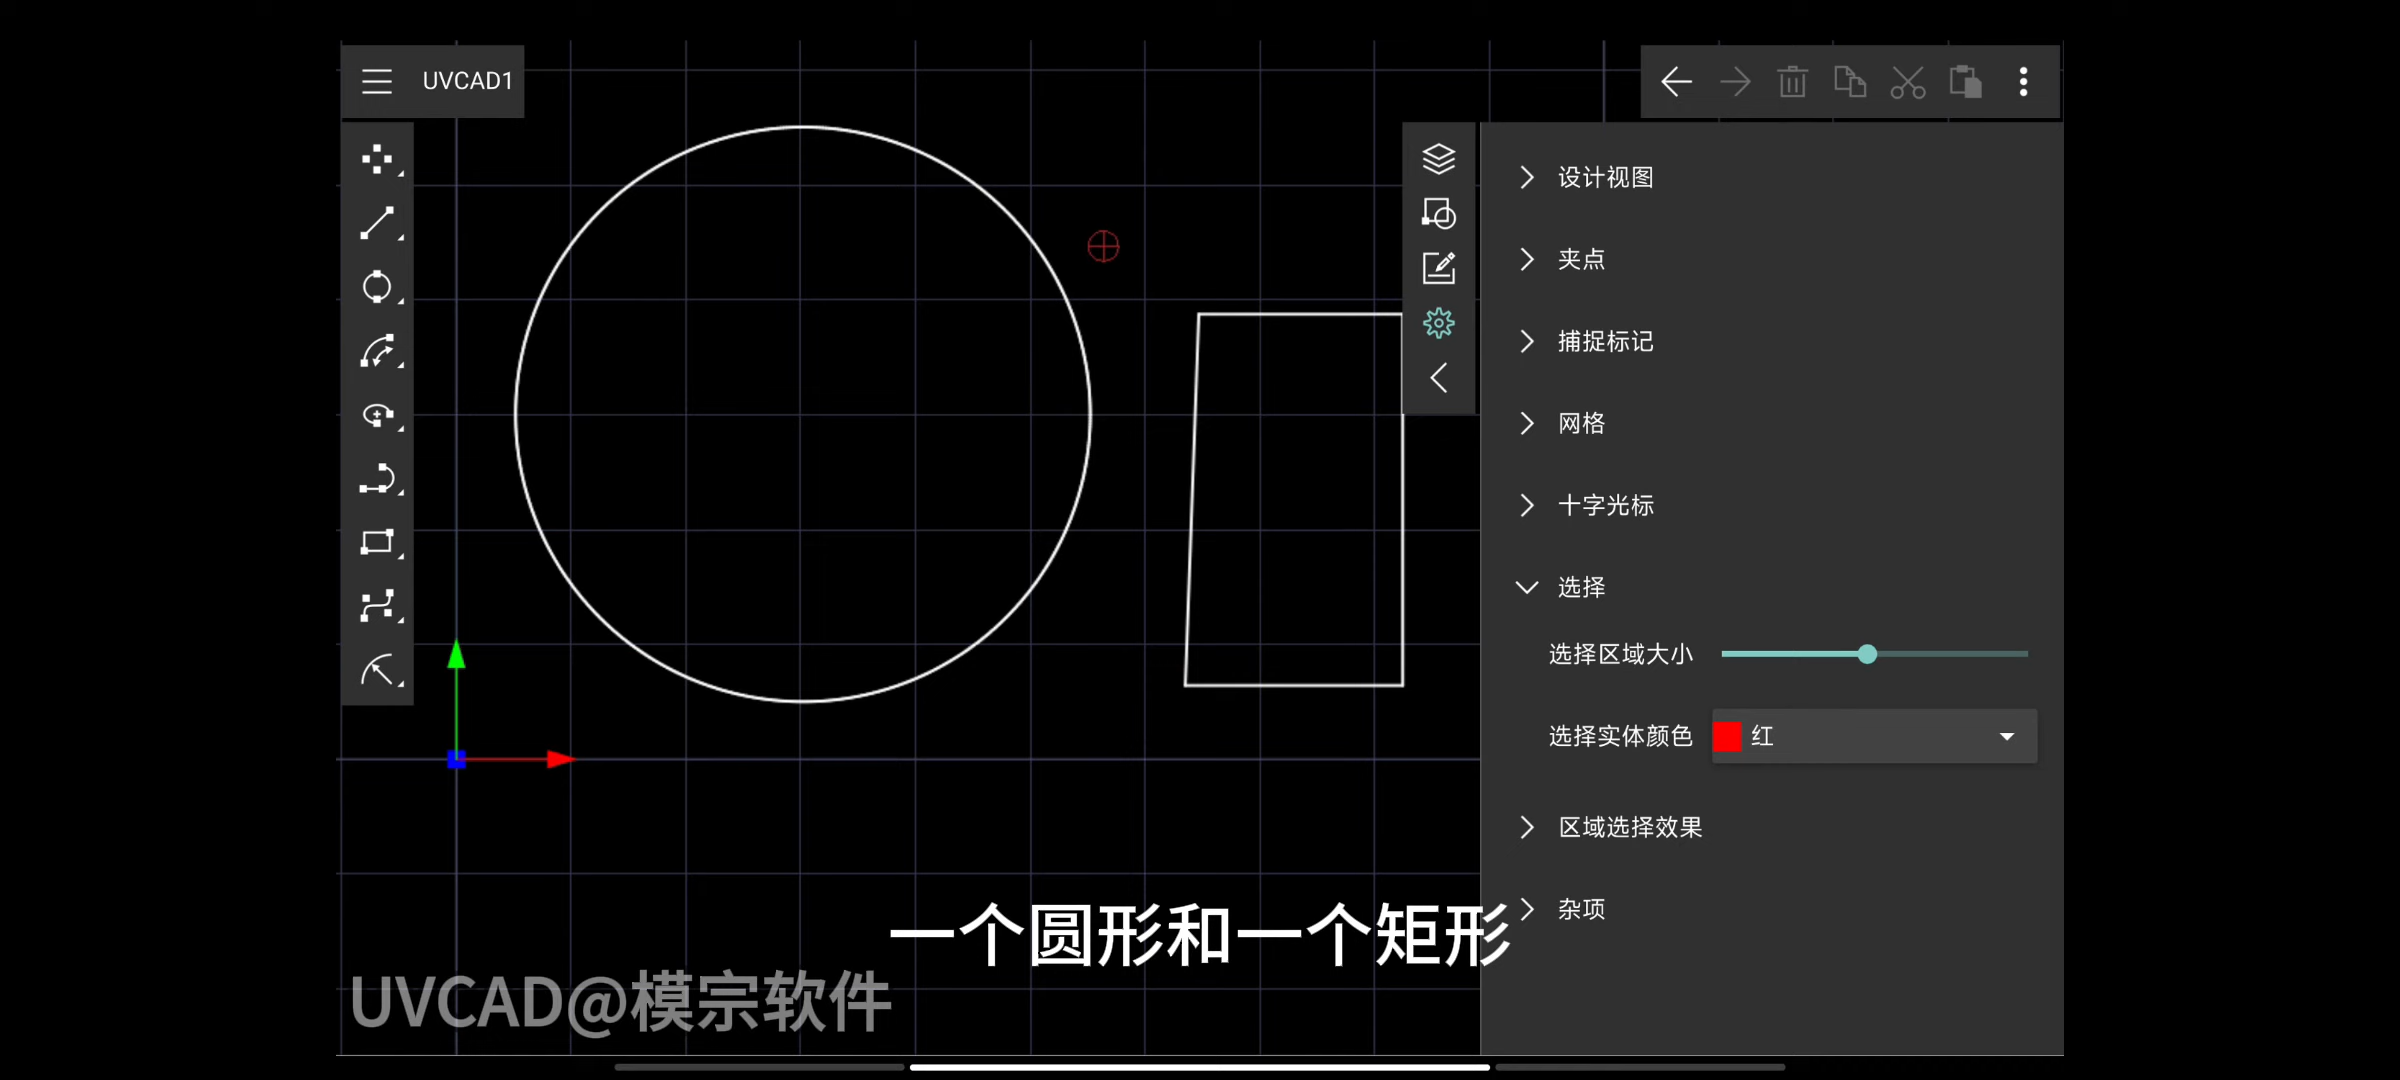 UVCAD1
设计视图
夹点
捕捉标记
网格
十字光标
选择
选择区域大小
选择实体颜色 红
区域选择效果
杂项
一个圆形和一个矩形
UVCAD@模宗软件